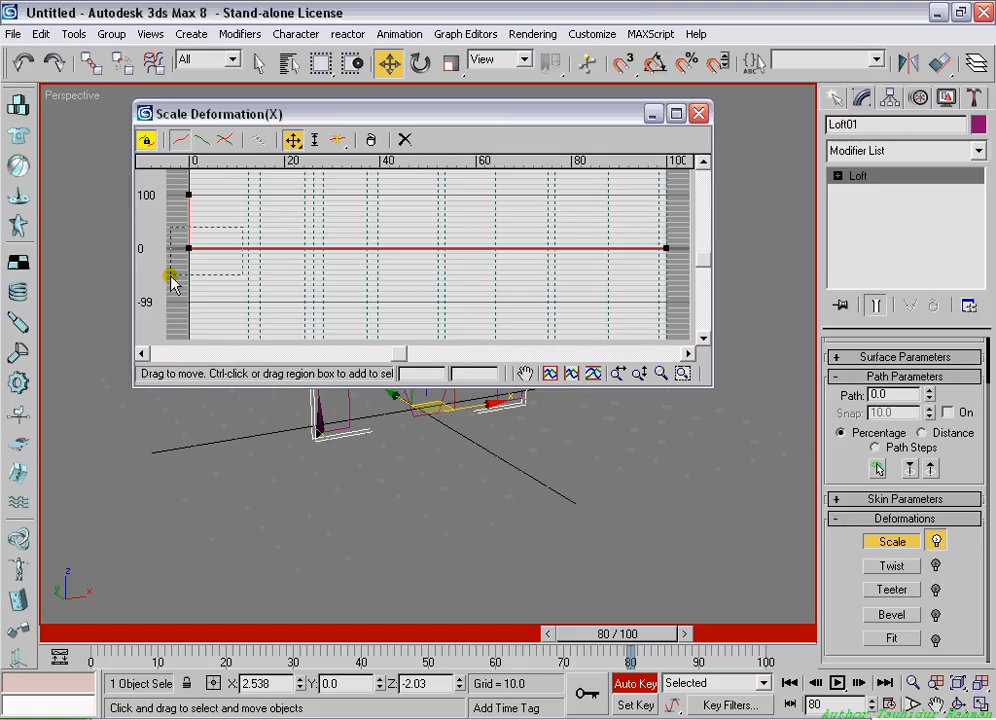 Untitled - Autodesk 3ds Max 8 - Stand-alone License
File Edit Tools Group Views Create Modifiers Character reactor Animation Graph Editors Rendering Customize MAXScript Help
All View
Perspective
Scale Deformation(X)
0 20 40 60 80 100
100
0
-99
Drag to move. Ctrl-click or drag region box to add to sel
Loft01
Modifier List
Loft
+ Surface Parameters
- Path Parameters
Path: 0.0
Snap: 10.0 On
Percentage Distance
Path Steps
+ Skin Parameters
- Deformations
Scale
Twist
Teeter
Bevel
Fit
z
y x
x
< 80 / 100 >
0 10 20 30 40 50 60 70 80 90 100
1 Object Sele X: 2.538 Y: 0.0 Z: -2.03 Grid = 10.0 Auto Key Selected
Click and drag to select and move objects Add Time Tag Set Key Key Filters... 80
Author Tauhidur Rahman